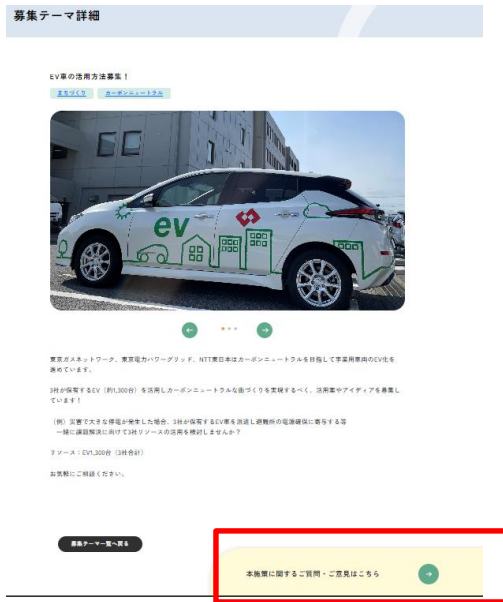 募集テーマ詳細
EV車の活用方法募集！
まちづくり カーボンニュートラル
ev
東京ガスネットワーク、東京電力パワーグリッド、NTT東日本はカーボンニュートラルを目指して事業用車両のEV化を
進めています。
3社が保有するEV（約1,300台）を活用しカーボンニュートラルな街づくりを実現するべく、活用案やアイディアを募集し
ています！
（例）災害で大きな停電が発生した場合、3社が保有するEV車を派遣し避難所の電源確保に寄与する等
一緒に課題解決に向けて3社リソースの活用を検討しませんか？
リソース：EV1,300台（3社合計）
お気軽にご相談ください。
募集テーマ一覧へ戻る
本施策に関するご質問・ご意見はこちら